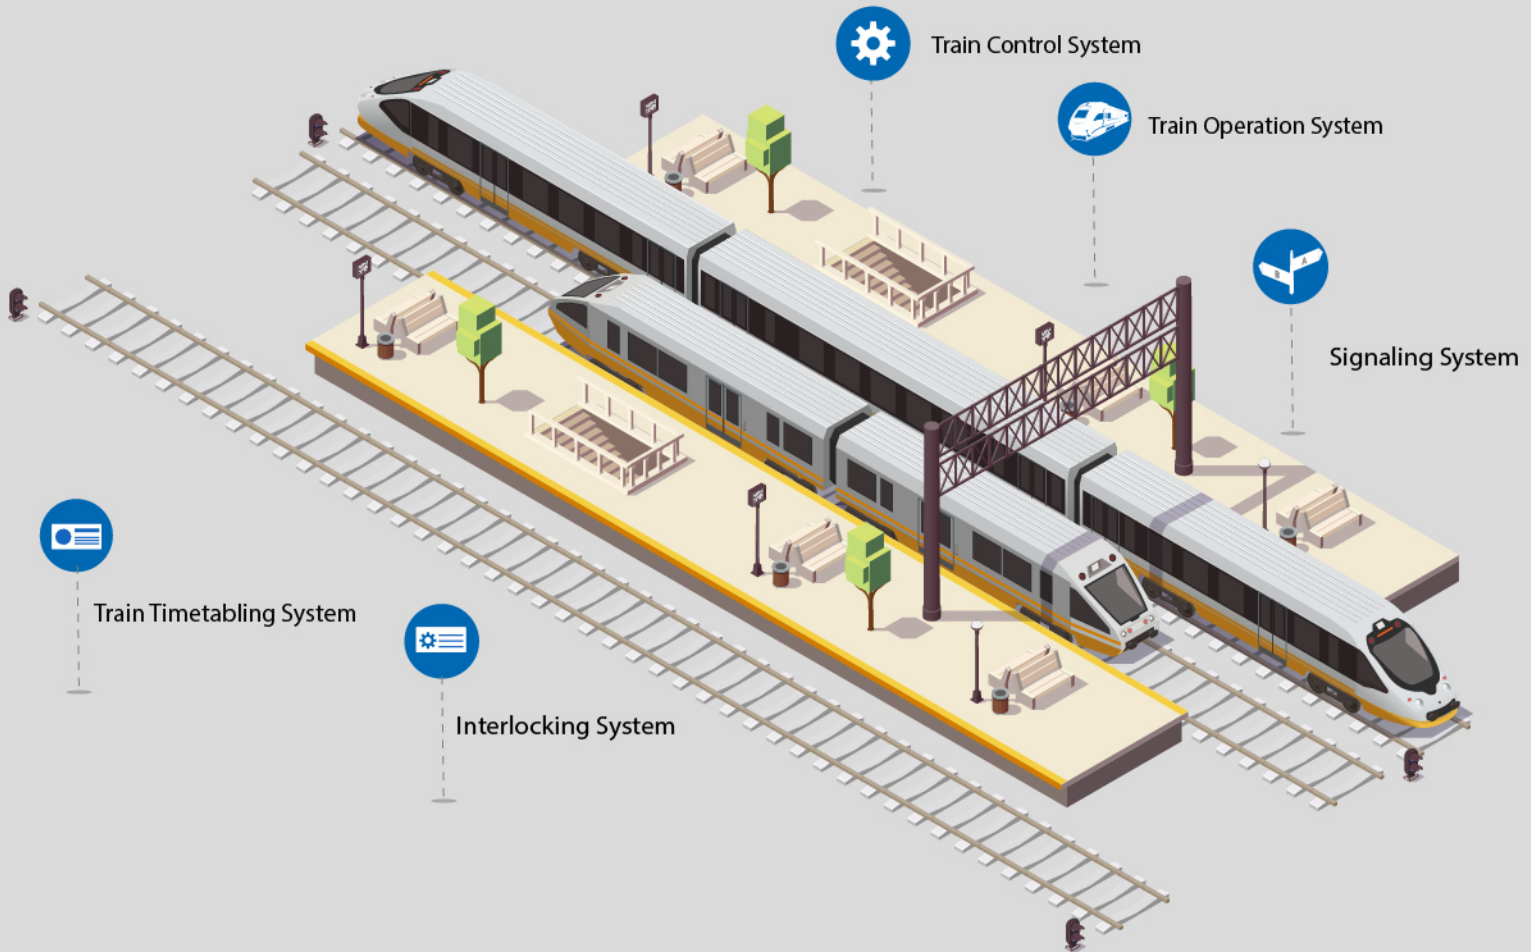 Train Control System
Train Operation System
B
A
Signaling System
Train Timetabling System
Interlocking System